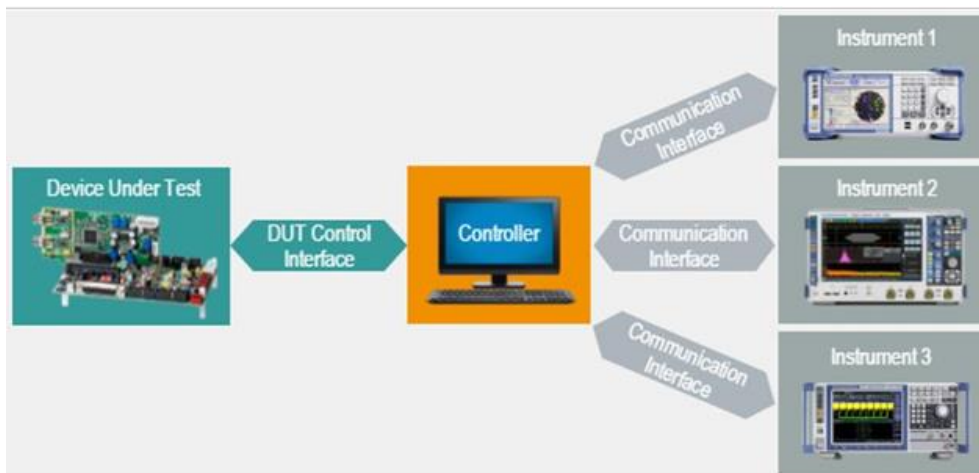 Device Under Test
DUT Control
Interface
Controller
Communication
Interface
Communication
Interface
Communication
Interface
Instrument 1
Instrument 2
Instrument 3